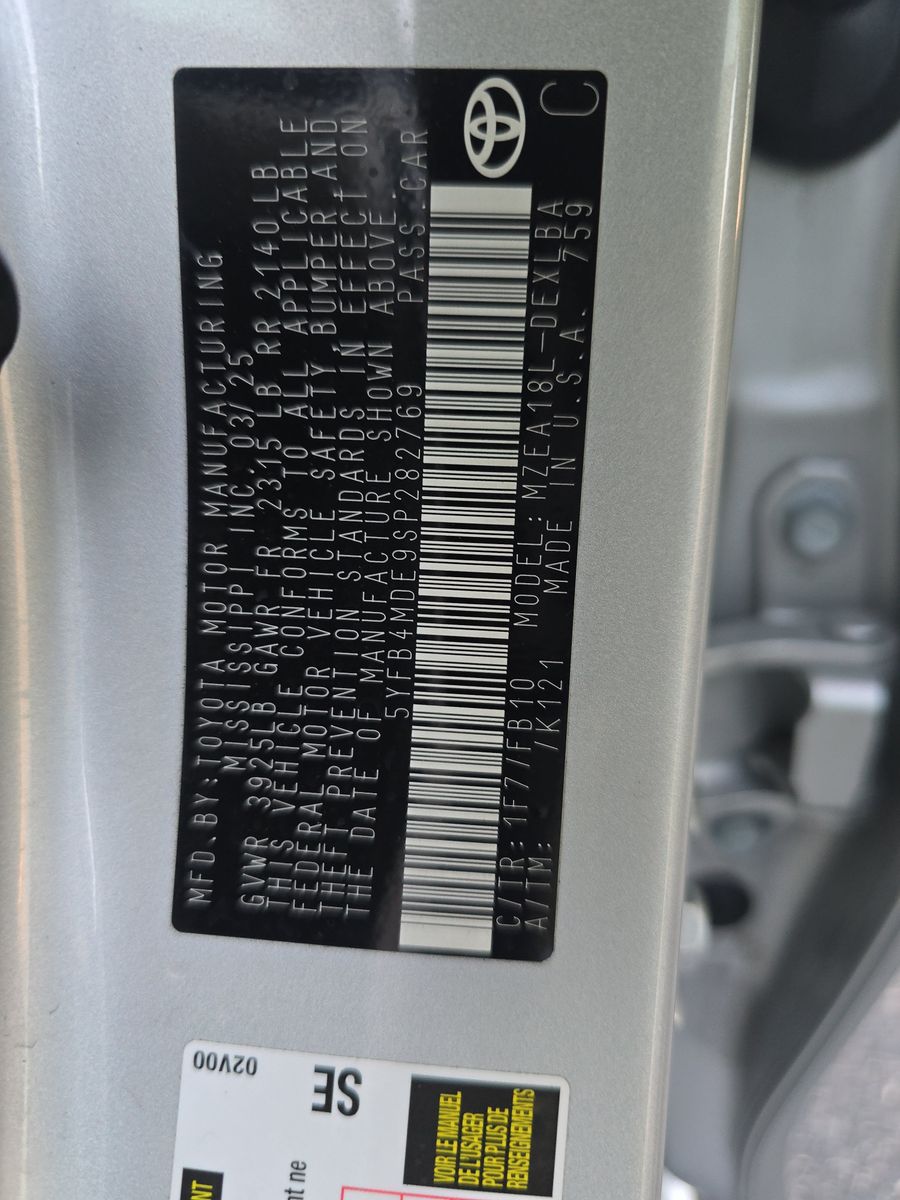 MFD.BY:TOYOTA MOTOR MANUFACTURING
MISSISSIPPI INC. 03/25
GVWR 3925LB GAWR FR 2315 LB RR 2140LB
THIS VEHICLE CONFORMS TO ALL APPLICABLE
FEDERAL MOTOR VEHICLE SAFETY BUMPER AND
THEFT PREVENTION STANDARDS IN EFFECT ON
THE DATE OF MANUFACTURE SHOWN ABOVE.
5YFB4MDE9SP282769 PASS.CAR
C/TR:1F7/FB10 MODEL:MZEA18L-DEXLBA
A/TM: /K121 MADE IN U.S.A. 759
C
02V00
SE
VOIR LE MANUEL
DE L'USAGER
POUR PLUS DE
RENSEIGNEMENTS
ne